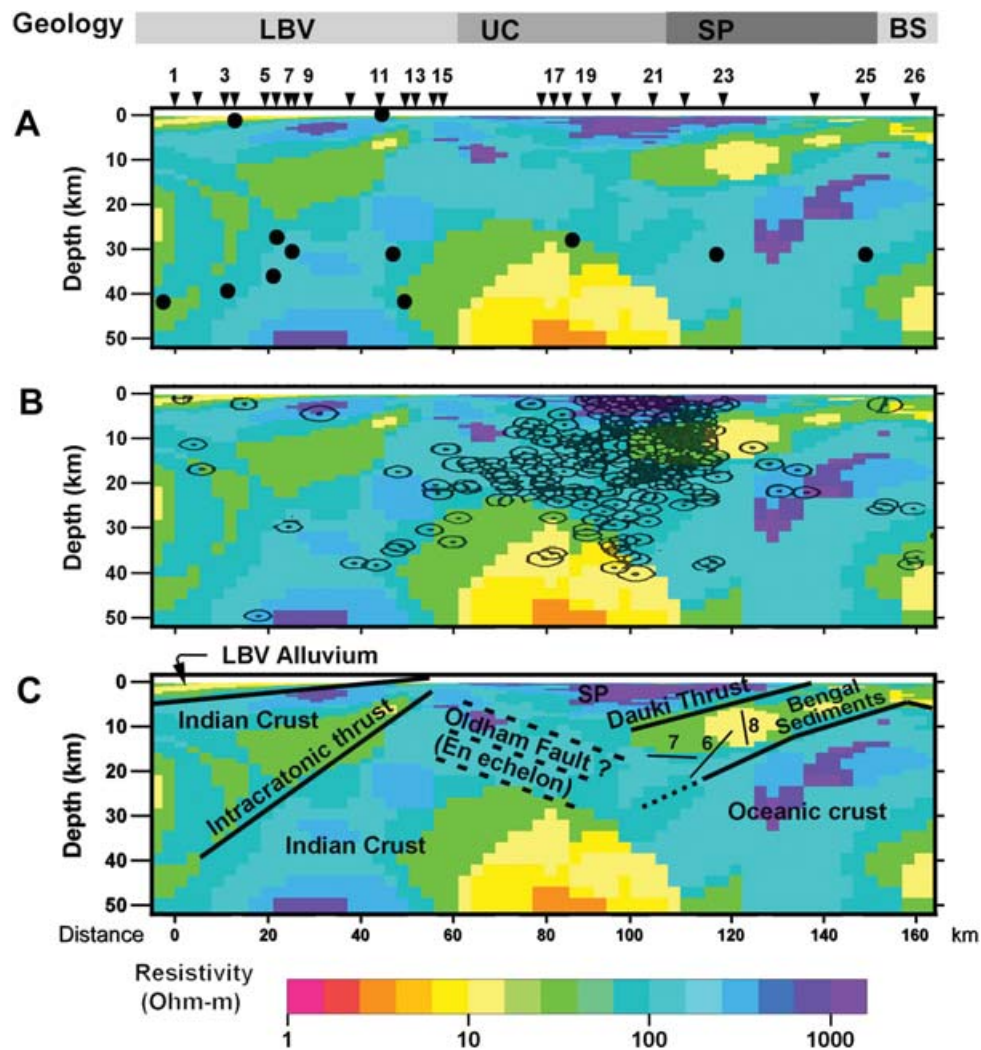 Geology LBV UC SP BS
1 3 5 7 9 11 13 15 17 19 21 23 25 26
A
0
10
20
30
40
50
Depth (km)
B
0
10
20
30
40
50
Depth (km)
C
LBV Alluvium
0
10
20
30
40
50
Depth (km)
Indian Crust
Intracratonic thrust
Indian Crust
Oldham Fault ?
(En echelon)
SP
Dauki Thrust
Bengal
Sediments
7 6 8
Oceanic crust
Distance 0 20 40 60 80 100 120 140 160 km
Resistivity
(Ohm-m)
1 10 100 1000